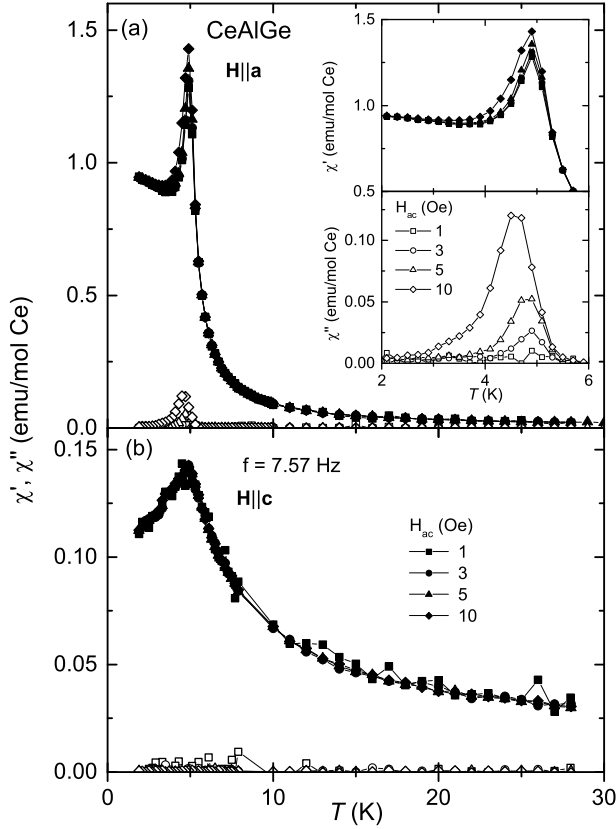 (a)
CeAlGe
H||a
1.5
1.0
0.5
0.0
χ' (emu/mol Ce)
1.5
1.0
0.5
H_ac (Oe)
1
3
5
10
χ'' (emu/mol Ce)
0.10
0.05
0.00
2
4
6
T (K)
χ', χ'' (emu/mol Ce)
(b)
f = 7.57 Hz
H||c
H_ac (Oe)
1
3
5
10
0.15
0.10
0.05
0.00
0
5
10
15
20
25
30
T (K)